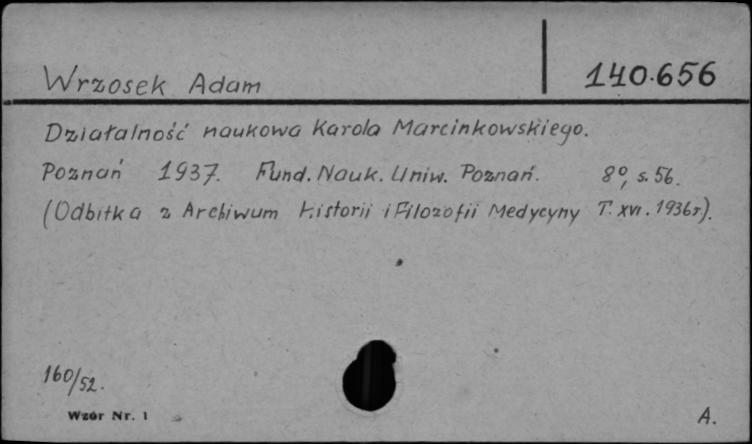 Wrzosek Adam 140.656
Działalność naukowa Karola Marcinkowskiego.
Poznań 1937. Fund. Nauk. Uniw. Poznań. 8°, s. 56.
(Odbitka z Archiwum Historii i Filozofii Medycyny T. XVI. 1936r).
160/52.
Wzór Nr. 1 A.